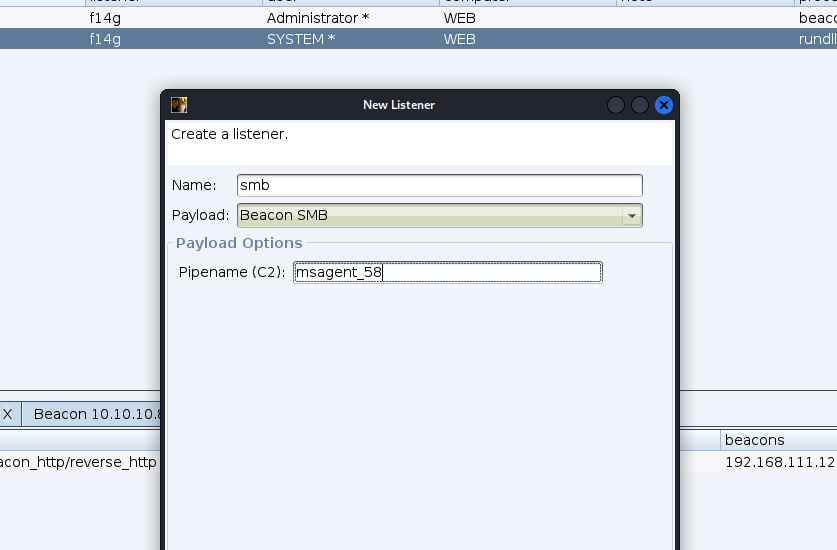 f14g Administrator * WEB beaco
f14g SYSTEM * WEB rundll
New Listener
Create a listener.
Name: smb
Payload: Beacon SMB
Payload Options
Pipename (C2): msagent_58
X Beacon 10.10.10.8
beacons
acon_http/reverse_http 192.168.111.12